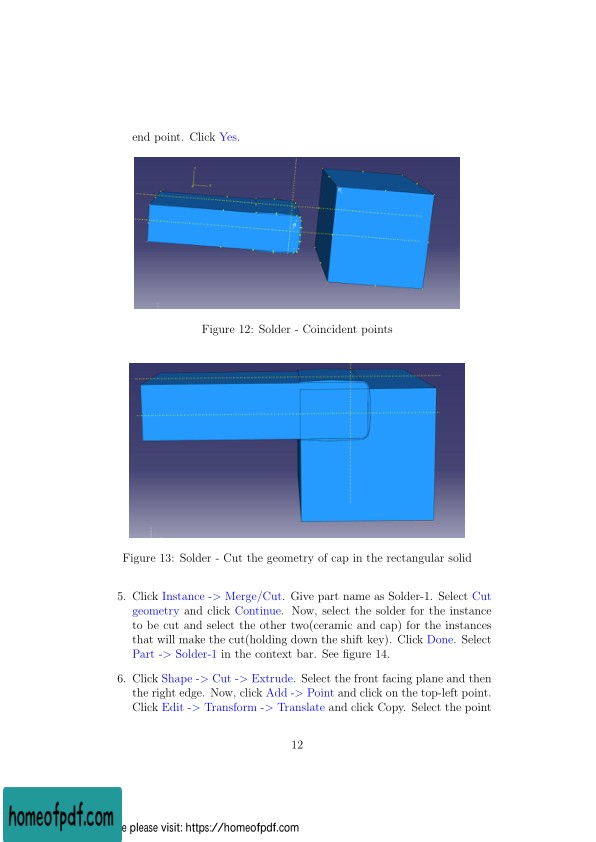 end point. Click Yes.
Figure 12: Solder - Coincident points
Figure 13: Solder - Cut the geometry of cap in the rectangular solid
5. Click Instance -> Merge/Cut. Give part name as Solder-1. Select Cut
geometry and click Continue. Now, select the solder for the instance
to be cut and select the other two(ceramic and cap) for the instances
that will make the cut(holding down the shift key). Click Done. Select
Part -> Solder-1 in the context bar. See figure 14.
6. Click Shape -> Cut -> Extrude. Select the front facing plane and then
the right edge. Now, click Add -> Point and click on the top-left point.
Click Edit -> Transform -> Translate and click Copy. Select the point
12
homeofpdf.com
e please visit: https://homeofpdf.com